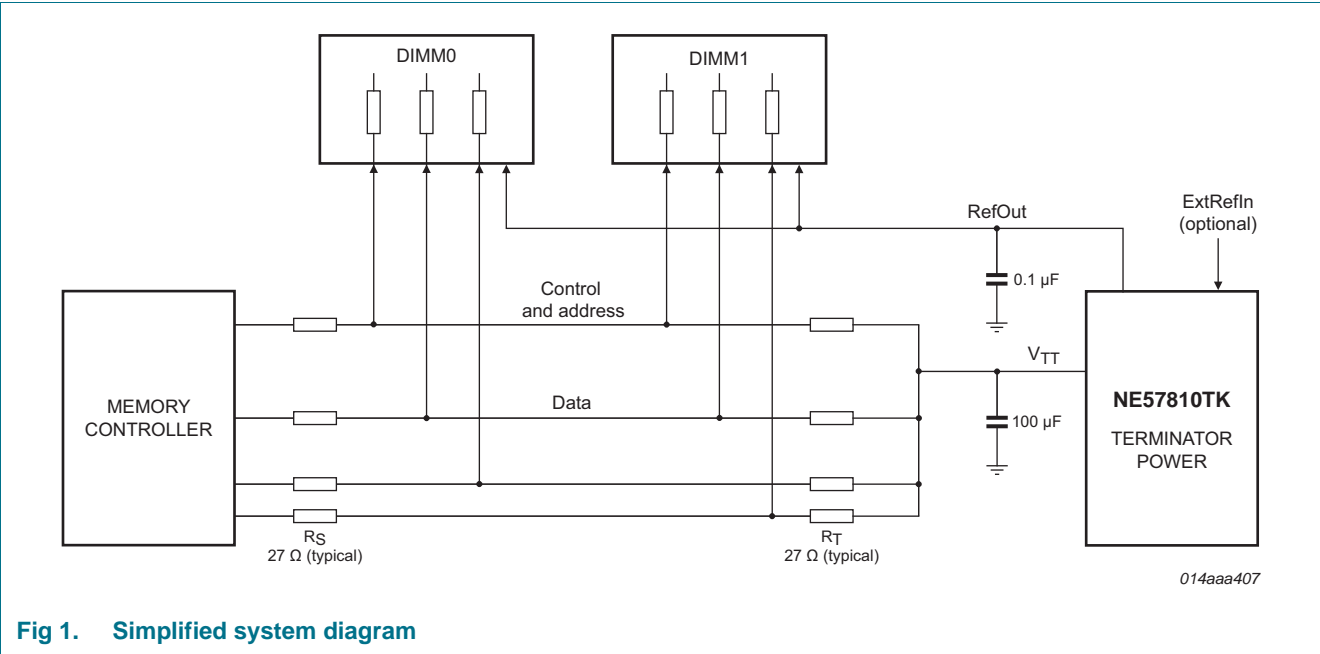 DIMM0
DIMM1
RefOut
ExtRefIn
(optional)
0.1 µF
Control
and address
VTT
MEMORY
CONTROLLER
Data
NE57810TK
100 µF
TERMINATOR
POWER
RS
27 Ω (typical)
RT
27 Ω (typical)
014aaa407
Fig 1. Simplified system diagram